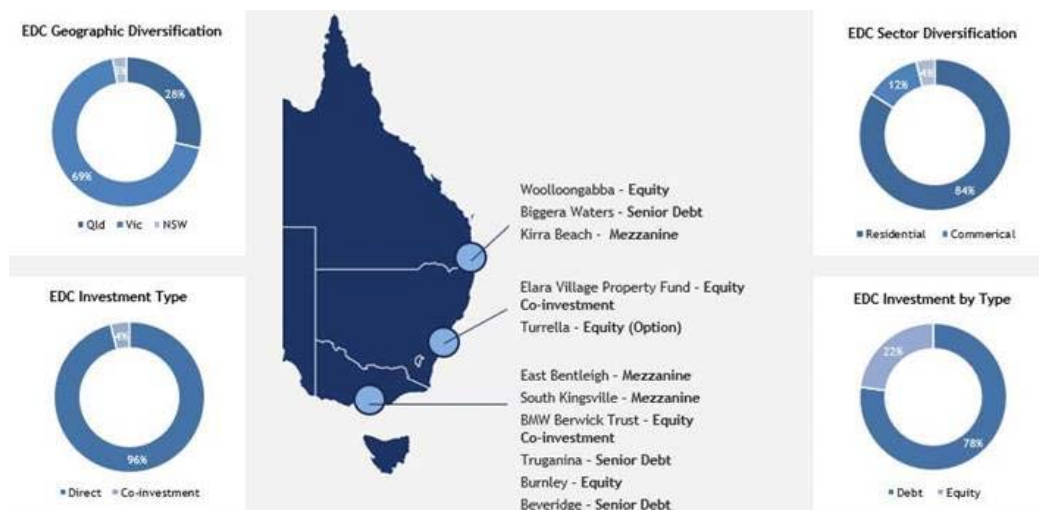 EDC Geographic Diversification
3%
28%
69%
Qld Vic NSW
EDC Investment Type
4%
96%
Direct Co-investment
Woolloongabba - Equity
Biggera Waters - Senior Debt
Kirra Beach - Mezzanine
Elara Village Property Fund - Equity
Co-investment
Turrella - Equity (Option)
East Bentleigh - Mezzanine
South Kingsville - Mezzanine
BMW Berwick Trust - Equity
Co-investment
Truganina - Senior Debt
Burnley - Equity
Beveridge - Senior Debt
EDC Sector Diversification
4%
12%
84%
Residential Commerical
EDC Investment by Type
22%
78%
Debt Equity